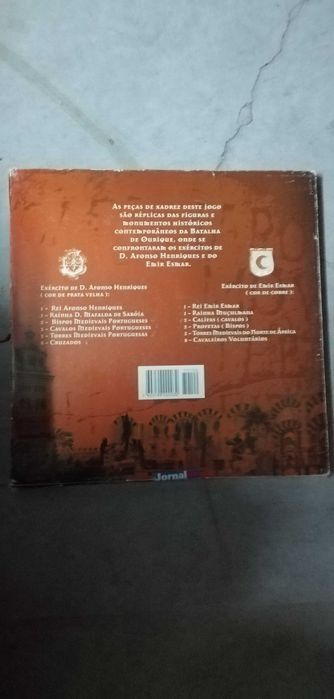 As peças de xadrez deste jogo
são réplicas das figuras e
monumentos históricos
contemporâneos da Batalha
de Ourique, onde se
confrontaram os exércitos de
D. Afonso Henriques e do
Emir Esmar.
Exército de D. Afonso Henriques
( cor de prata velha ):
1 - Rei Afonso Henriques
1 - Rainha D. Mafalda de Sabóia
2 - Bispos Medievais Portugueses
2 - Cavalos Medievais Portugueses
2 - Torres Medievais Portuguesas
Cruzados
Exército de Emir Esmar
( cor de cobre ):
1 - Rei Emir Esmar
1 - Rainha Muçulmana
2 - Califas ( cavalos )
2 - Profetas ( Bispos )
2 - Torres Medievais do Norte de África
Cavaleiros Voluntários
Jornal